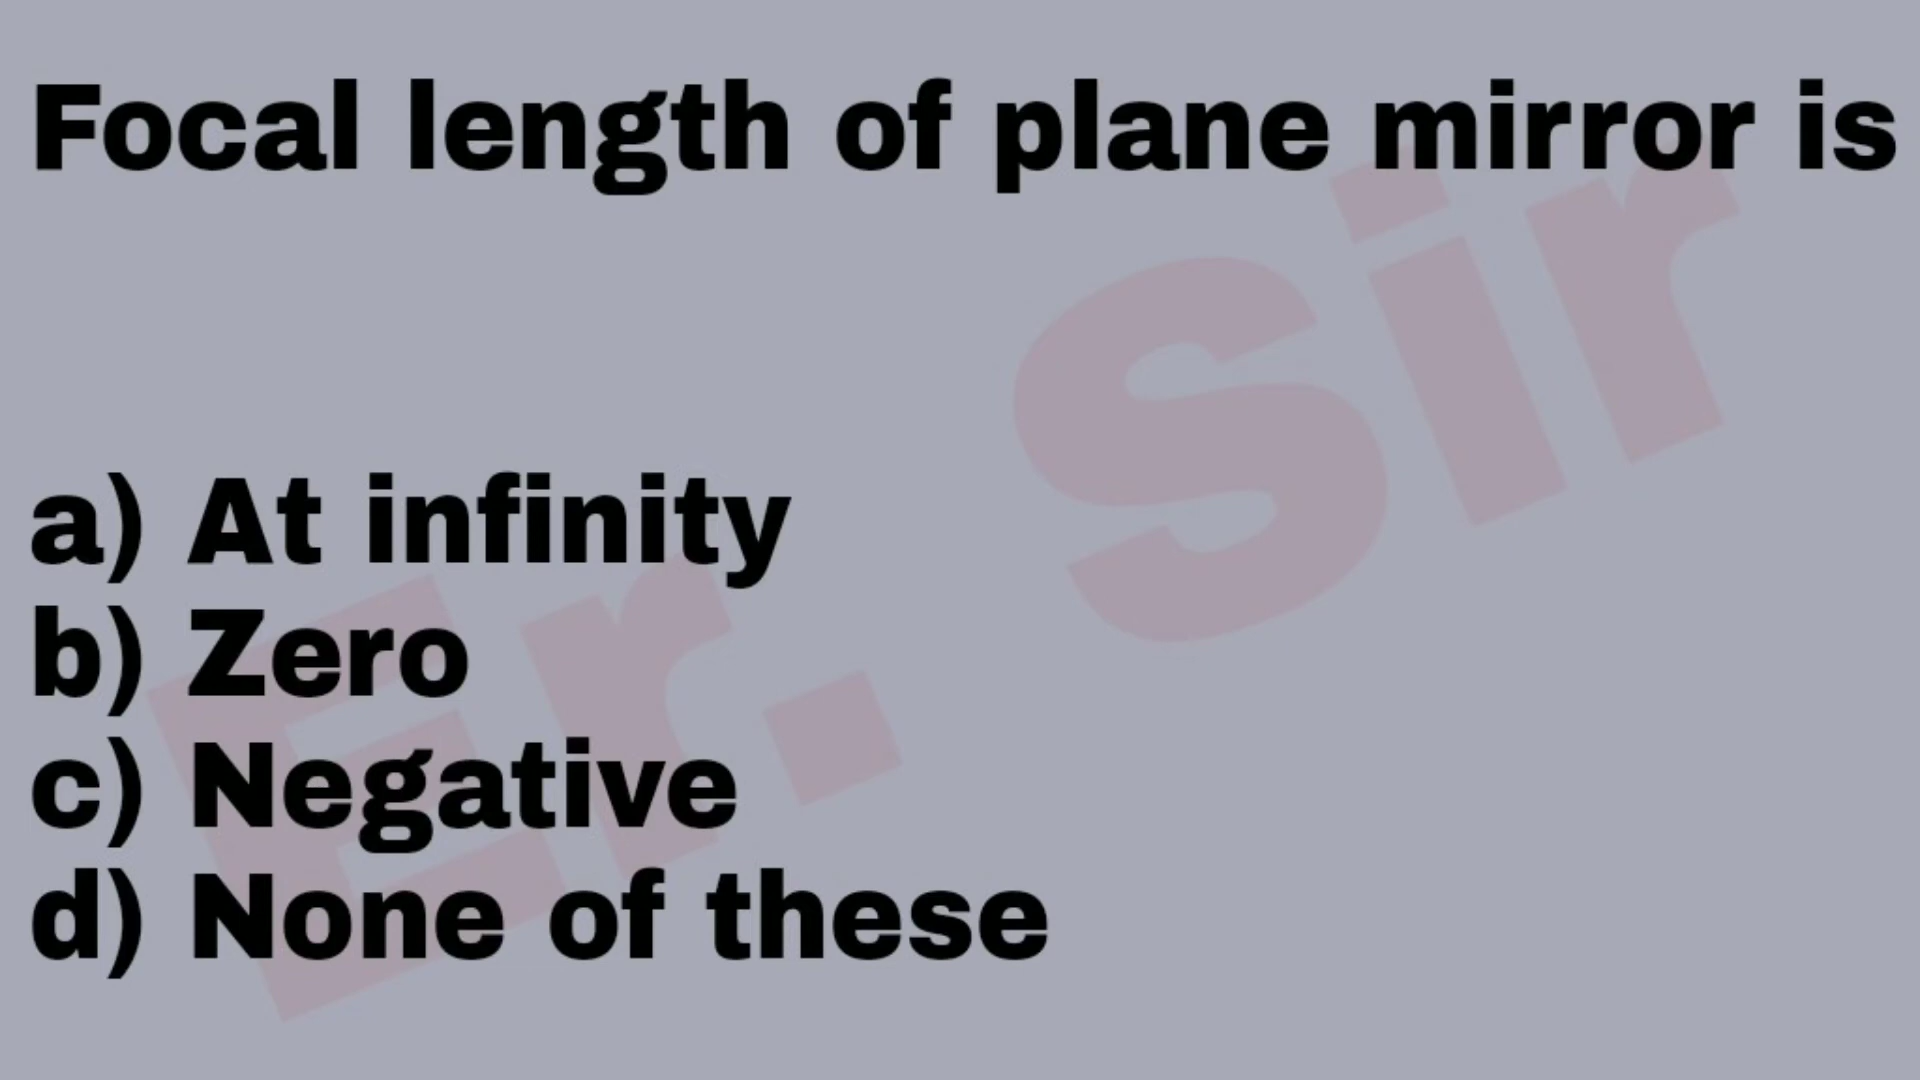 Focal length of plane mirror is
a) At infinity
b) Zero
c) Negative
d) None of these
Er. Sir